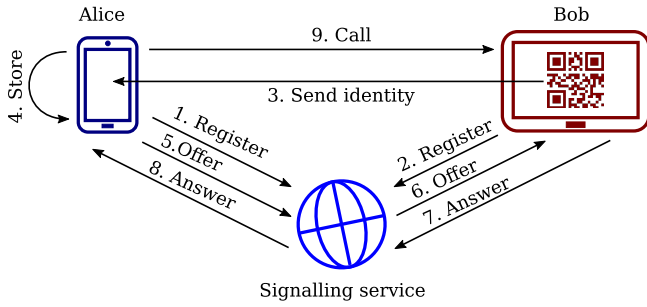 Alice
Bob
9. Call
3. Send identity
4. Store
1. Register
2. Register
5.Offer
6. Offer
8. Answer
7. Answer
Signalling service